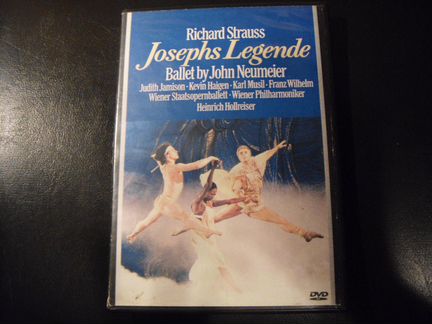 Richard Strauss
Josephs Legende
Ballet by John Neumeier
Judith Jamison · Kevin Haigen · Karl Musil · Franz Wilhelm
Wiener Staatsopernballett · Wiener Philharmoniker
Heinrich Hollreiser
DVD